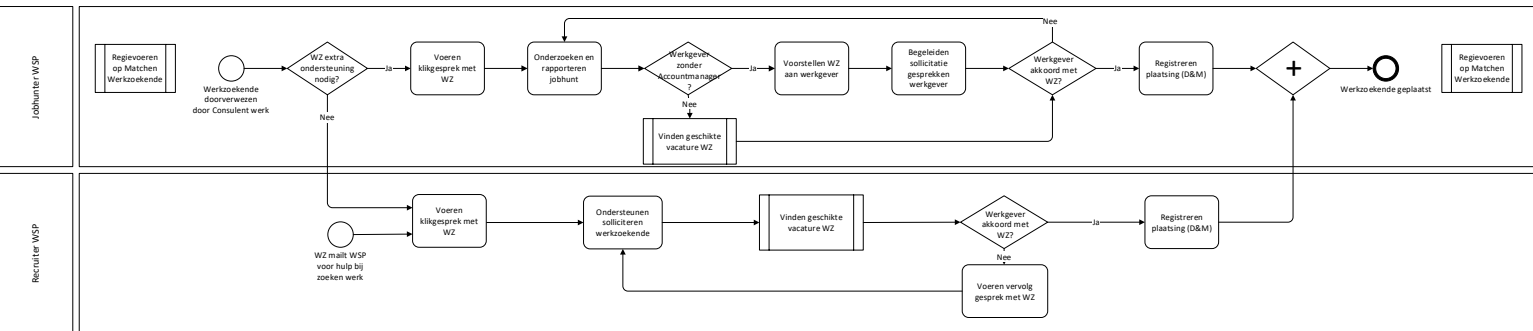 Jobhunter WSP
Regievoeren
op Matchen
Werkzoekende
Werkzoekende
doorverwezen
door Consulent werk
WZ extra
ondersteuning
nodig?
Ja
Nee
Voeren
klikgesprek met
WZ
Onderzoeken en
rapporteren
jobhunt
Werkgever
zonder
Accountmanager
?
Ja
Nee
Vinden geschikte
vacature WZ
Voorstellen WZ
aan werkgever
Begeleiden
sollicitatie
gesprekken
werkgever
Nee
Werkgever
akkoord met
WZ?
Ja
Registreren
plaatsing (D&M)
Werkzoekende geplaatst
Regievoeren
op Matchen
Werkzoekende
Recruiter WSP
WZ mailt WSP
voor hulp bij
zoeken werk
Voeren
klikgesprek met
WZ
Ondersteunen
solliciteren
werkzoekende
Vinden geschikte
vacature WZ
Werkgever
akkoord met
WZ?
Ja
Nee
Voeren vervolg
gesprek met WZ
Registreren
plaatsing (D&M)